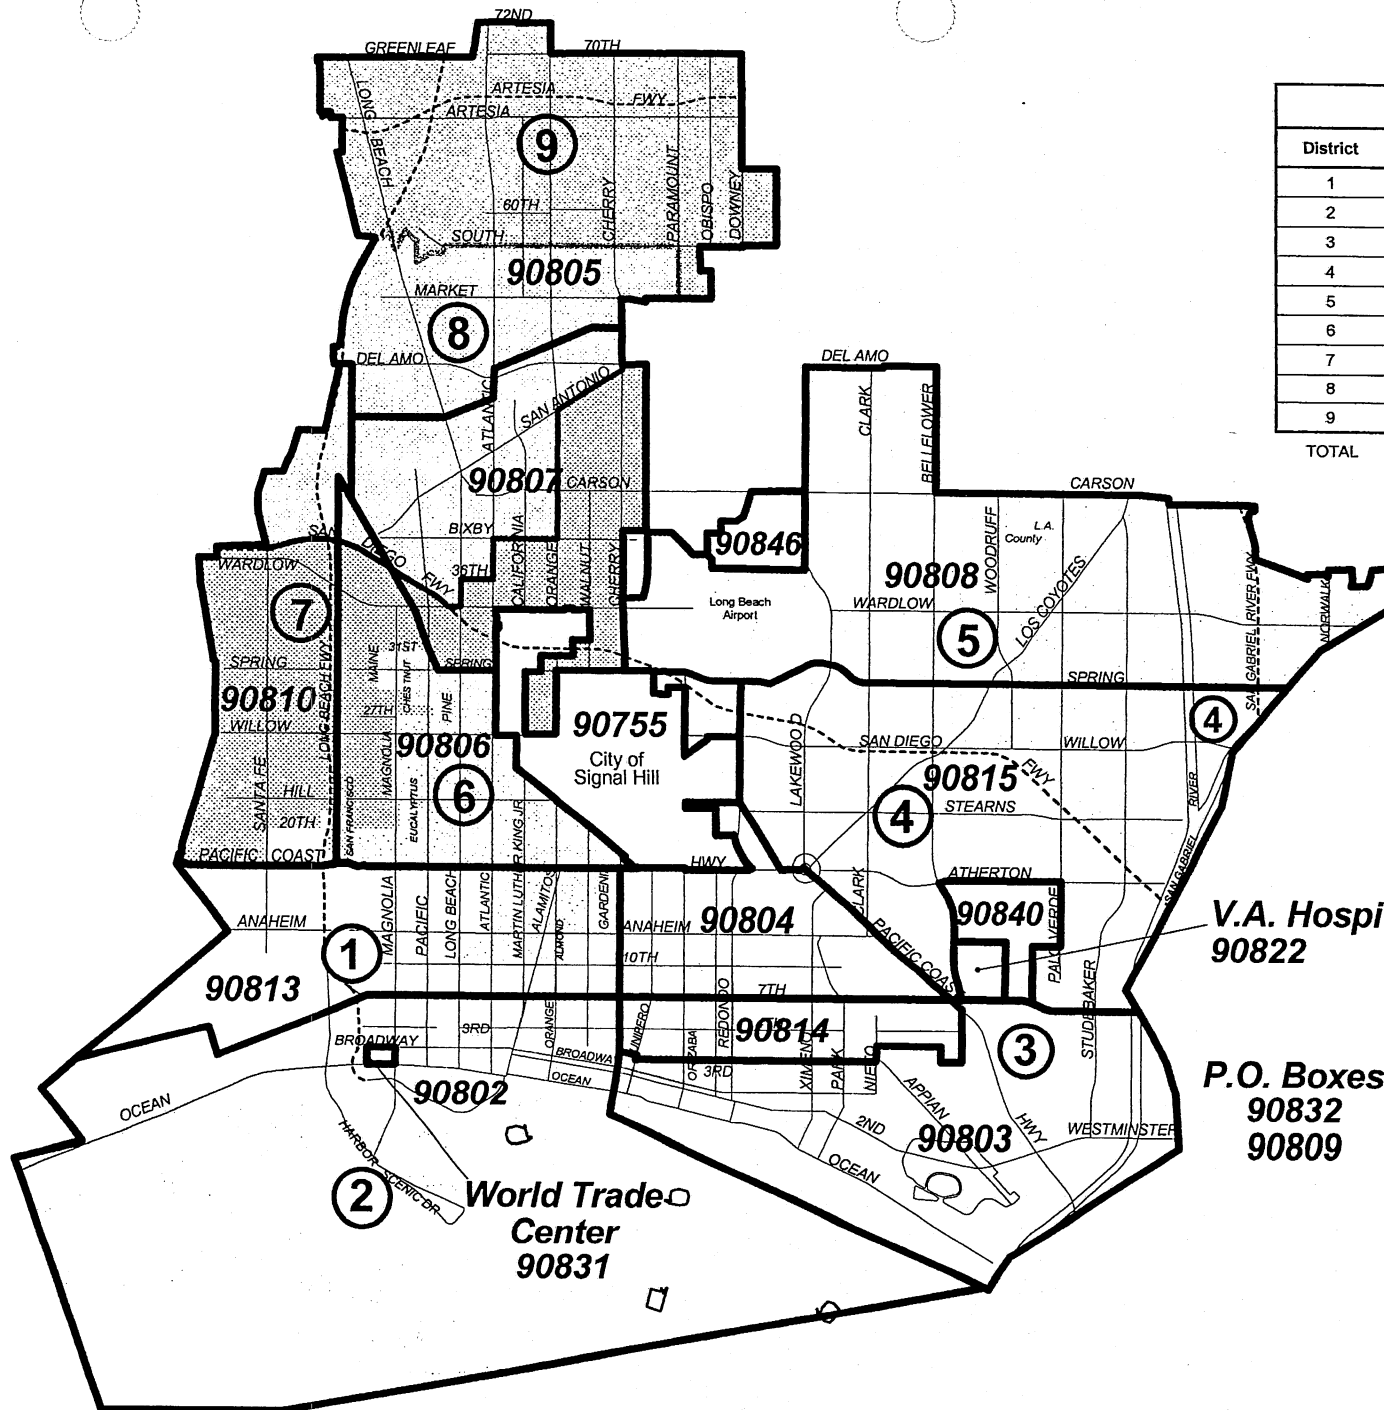 72ND
GREENLEAF
70TH
LONG BEACH
ARTESIA FWY
ARTESIA
9
60TH
CHERRY
PARAMOUNT
OBISPO
DOWNEY
SOUTH
90805
MARKET
8
DEL AMO
ATLANTIC
SAN ANTONIO
90807
CARSON
BIXBY
SAN DIEGO FWY
36TH
CALIFORNIA
ORANGE
WALNUT
CHERRY
WARDLOW
7
SPRING
90810
WILLOW
SANTA FE
HILL
20TH
PACIFIC COAST
LONG BEACH FWY
SAN FRANCISCO
MAINE
31ST
CHESTNUT
SPRING
27TH
PINE
90806
MAGNOLIA
6
EUCALYPTUS
90755
City of
Signal Hill
HWY
DEL AMO
CLARK
BELLFLOWER
CARSON
90846
90808
WOODRUFF
L.A.
County
LOS COYOTES
Long Beach
Airport
WARDLOW
5
SAN GABRIEL RIVER FWY
NORWALK
SPRING
4
LAKEWOOD
SAN DIEGO
FWY
WILLOW
90815
STEARNS
4
RIVER
SAN GABRIEL
ATHERTON
90840
PALO VERDE
CLARK
PACIFIC COAST
STUDEBAKER
V.A. Hospi
90822
ANAHEIM
1
90813
MAGNOLIA
PACIFIC
LONG BEACH
ATLANTIC
MARTIN LUTHER KING JR
ALAMITOS
ALMOND
GARDENI
ANAHEIM
90804
10TH
7TH
REDONDO
90814
JUNIPERO
ORIZABA
XIMENO
PARK
NIETO
3RD
BROADWAY
3RD
ORANGE
BROADWAY
OCEAN
90802
OCEAN
HARBOR SCENIC DR
2
World Trade
Center
90831
3
APPIAN
HWY
2ND
90803
WESTMINSTER
OCEAN
P.O. Boxes
90832
90809
District
1
2
3
4
5
6
7
8
9
TOTAL